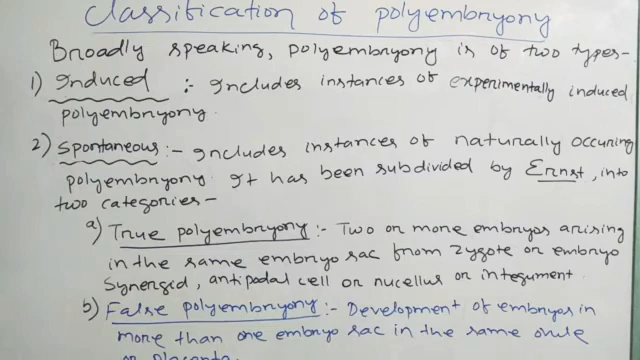 Classification of polyembryony
Broadly speaking, polyembryony is of two types-
1) Induced :- Includes instances of experimentally induced
polyembryony.
2) Spontaneous :- Includes instances of naturally occuring
polyembryony. It has been subdivided by Ernst, into
two categories-
a) True polyembryony :- Two or more embryos arising
in the same embryo sac from zygote or embryo
Synergid, antipodal cell or nucellus or integument.
b) False polyembryony :- Development of embryos in
more than one embryo sac in the same ovule
or placenta.